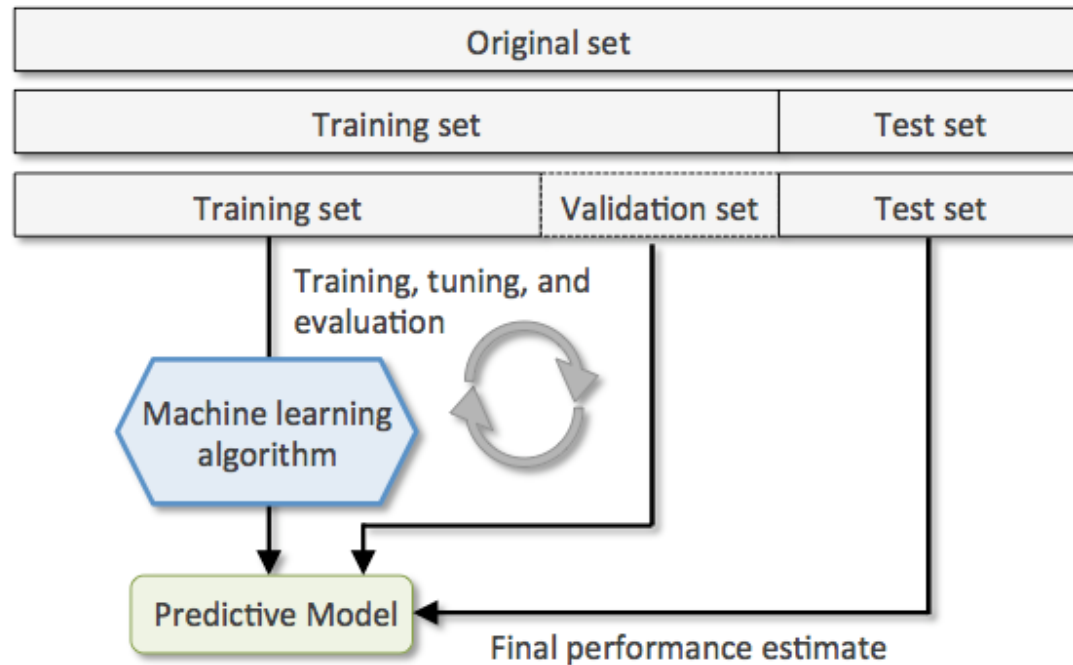 Original set
Training set
Test set
Training set
Validation set
Test set
Training, tuning, and
evaluation
Machine learning
algorithm
Predictive Model
Final performance estimate